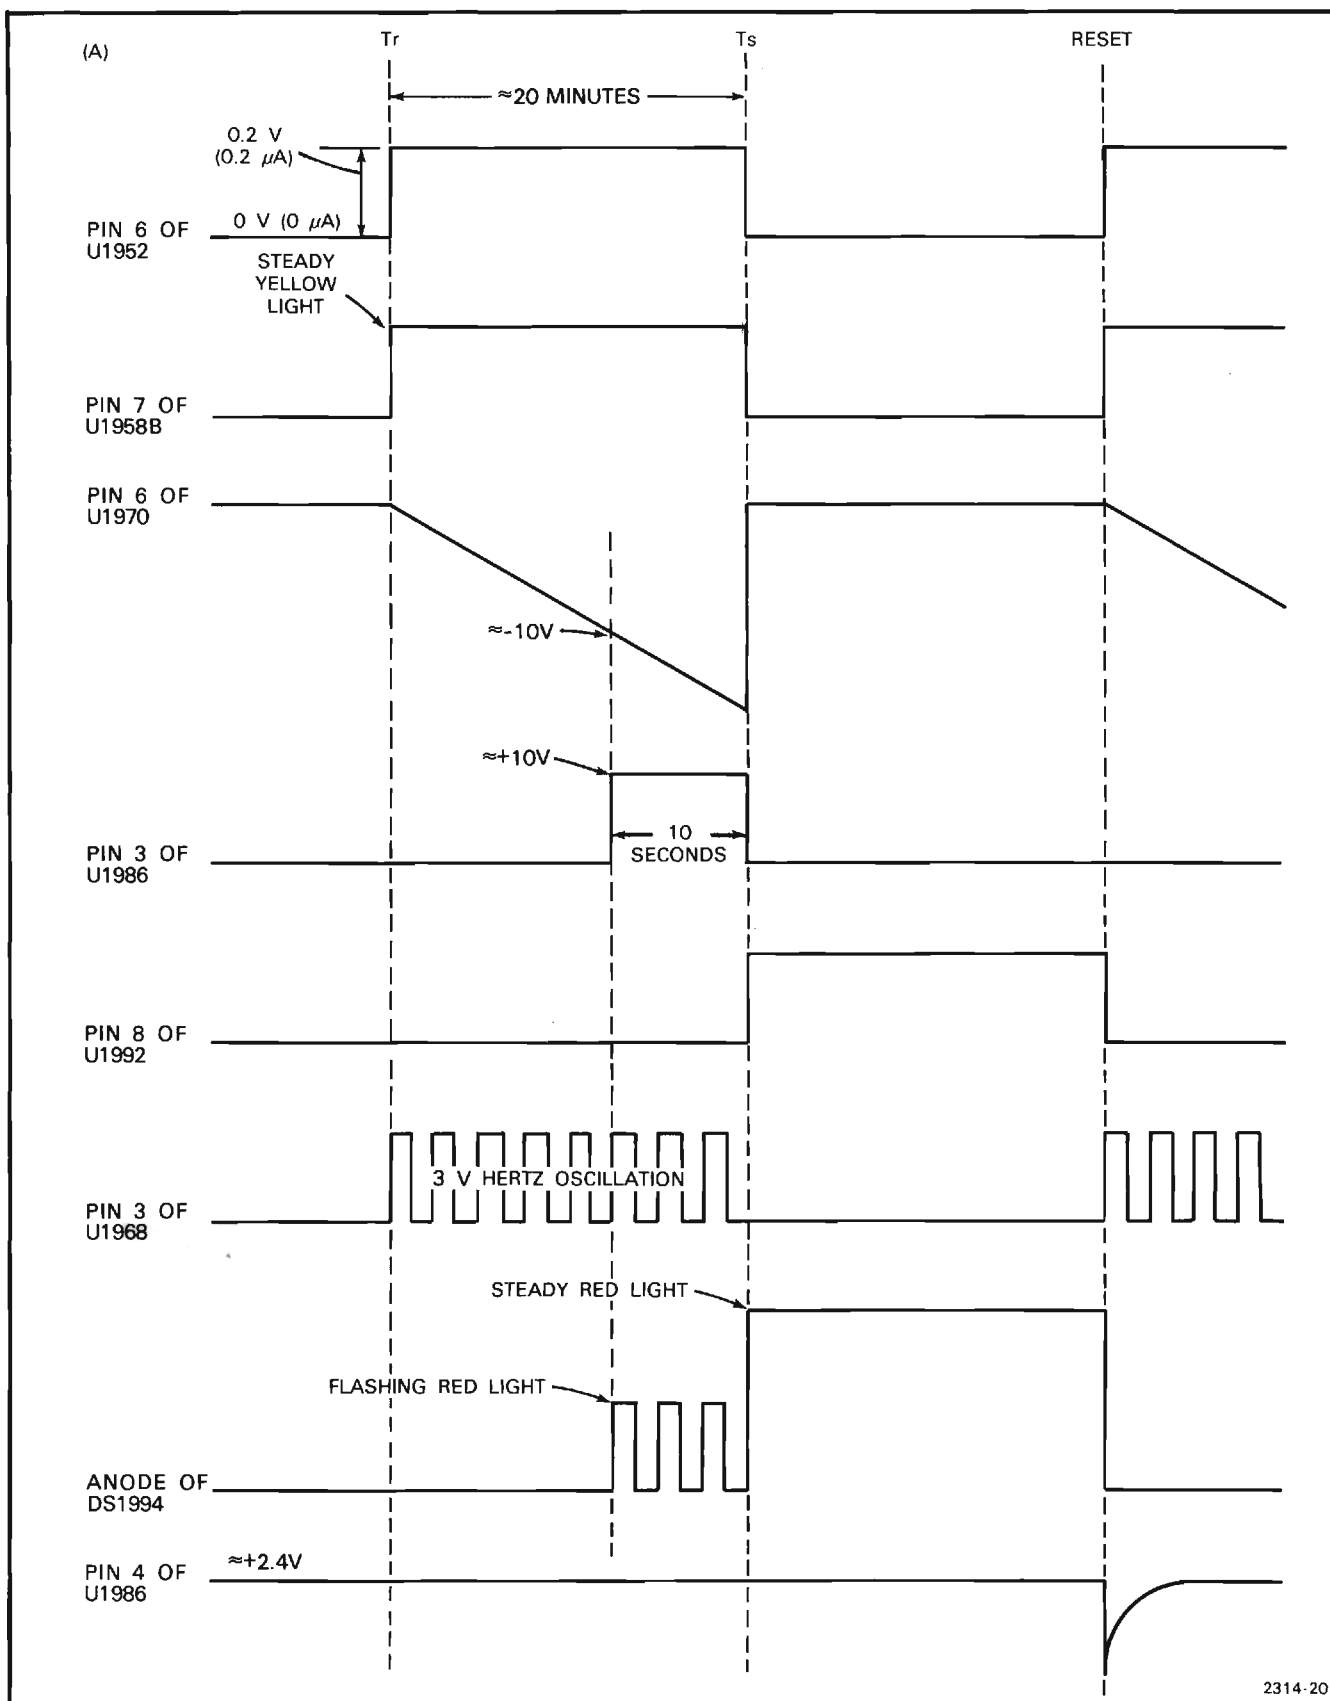 (A)
Tr
Ts
RESET
≈20 MINUTES
0.2 V
(0.2 μA)
0 V (0 μA)
PIN 6 OF
U1952
STEADY
YELLOW
LIGHT
PIN 7 OF
U1958B
PIN 6 OF
U1970
≈-10V
≈+10V
10
SECONDS
PIN 3 OF
U1986
PIN 8 OF
U1992
3 V HERTZ OSCILLATION
PIN 3 OF
U1968
STEADY RED LIGHT
FLASHING RED LIGHT
ANODE OF
DS1994
≈+2.4V
PIN 4 OF
U1986
2314-20